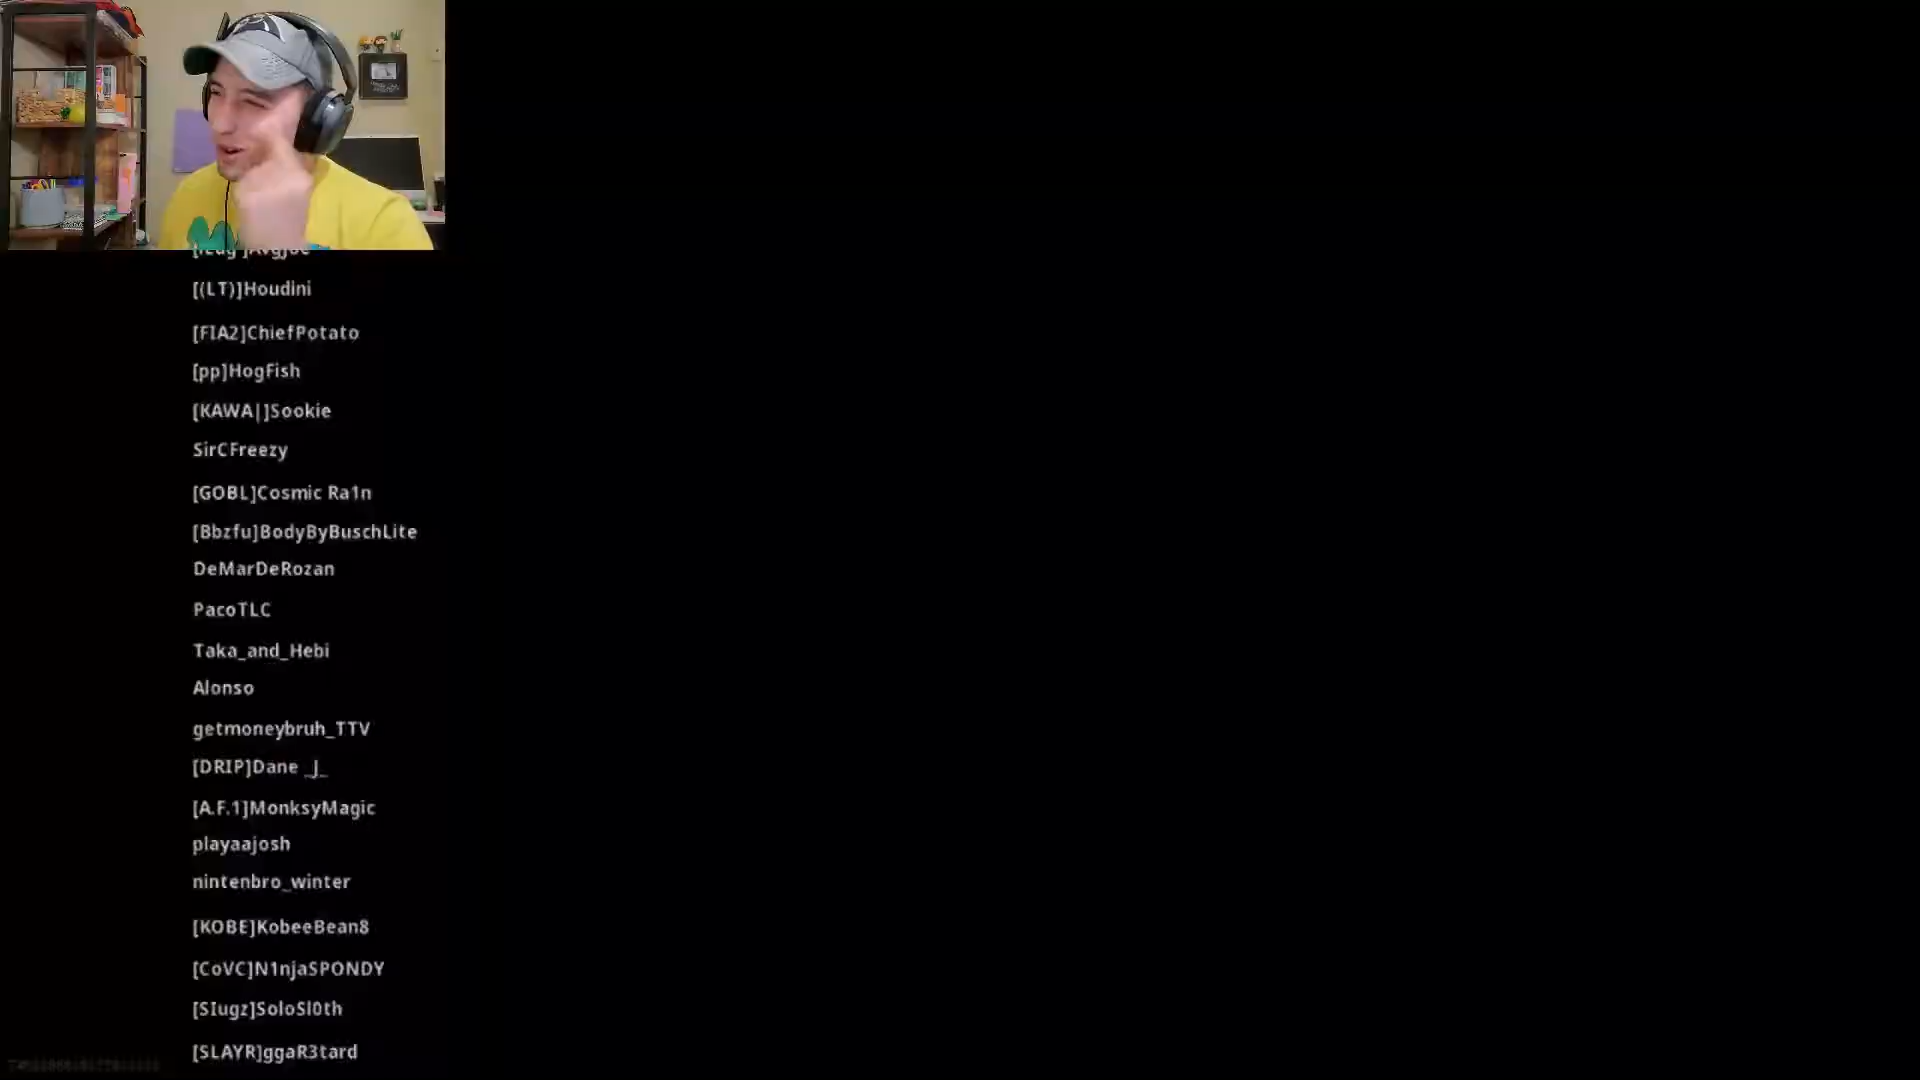 [(LT)]Houdini
[FIA2]ChiefPotato
[pp]HogFish
[KAWA|]Sookie
SirCFreezy
[GOBL]Cosmic Ra1n
[Bbzfu]BodyByBuschLite
DeMarDeRozan
PacoTLC
Taka_and_Hebi
Alonso
getmoneybruh_TTV
[DRIP]Dane _J_
[A.F.1]MonksyMagic
playaajosh
nintenbro_winter
[KOBE]KobeeBean8
[CoVC]N1njaSPONDY
[SIugz]SoloSl0th
[SLAYR]ggaR3tard